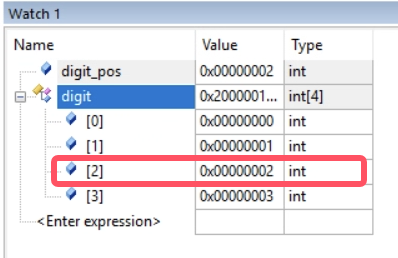 Watch 1
Name Value Type
digit_pos 0x00000002 int
digit 0x2000001... int[4]
[0] 0x00000000 int
[1] 0x00000001 int
[2] 0x00000002 int
[3] 0x00000003 int
<Enter expression>